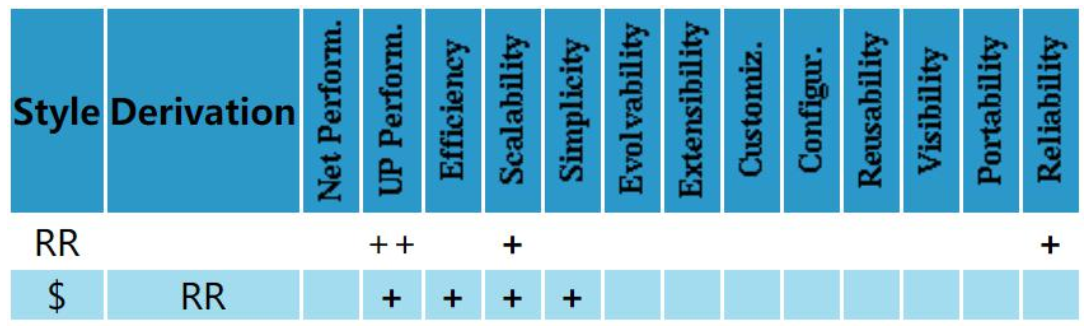 Style Derivation Net Perform. UP Perform. Efficiency Scalability Simplicity Evolvability Extensibility Customiz. Configur. Reusability Visibility Portability Reliability
RR ++ + +
$ RR + + + +